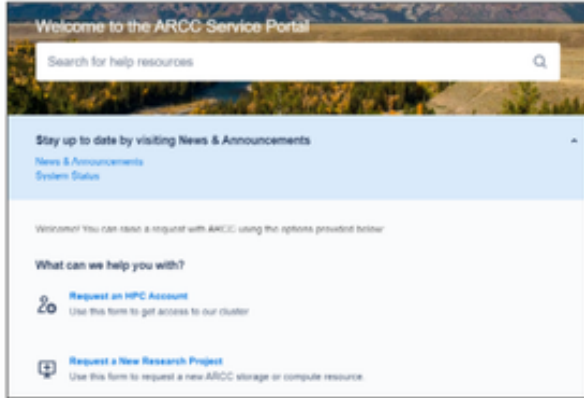 Welcome to the ARCC Service Portal
Search for help resources
Stay up to date by visiting News & Announcements
News & Announcements
System Status
Welcome! You can raise a request with ARCC using the options provided below
What can we help you with?
Request an HPC Account
Use this form to get access to our cluster
Request a New Research Project
Use this form to request a new ARCC storage or compute resource.